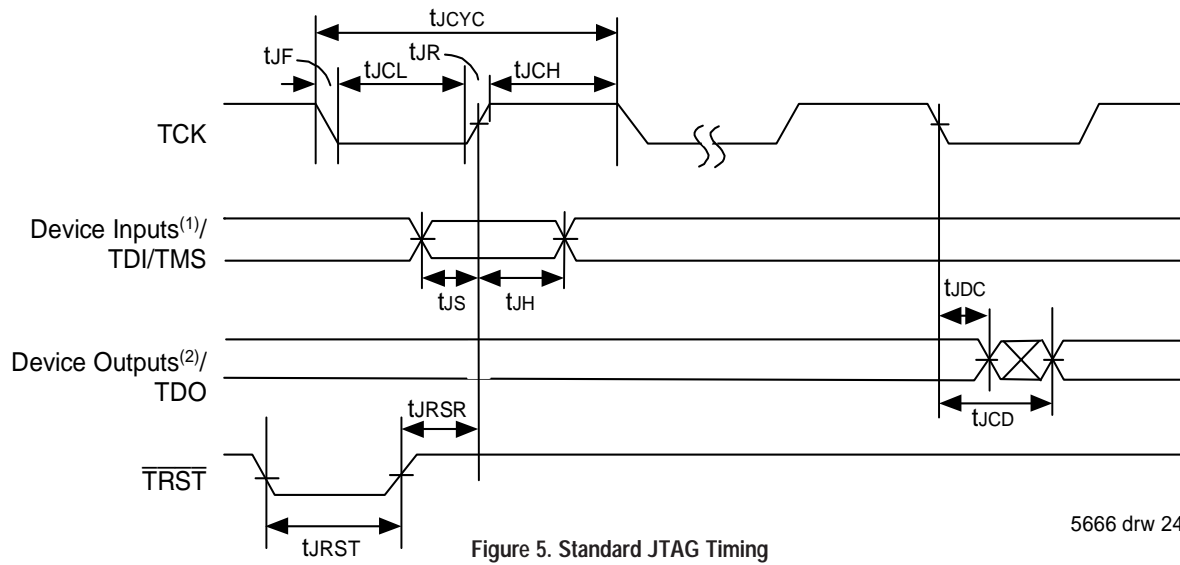 tJCYC
tJF
tJR
tJCL
tJCH
TCK
Device Inputs(1)/
TDI/TMS
tJS
tJH
tJDC
Device Outputs(2)/
TDO
tJRSR
tJCD
TRST
tJRST
5666 drw 24
Figure 5. Standard JTAG Timing